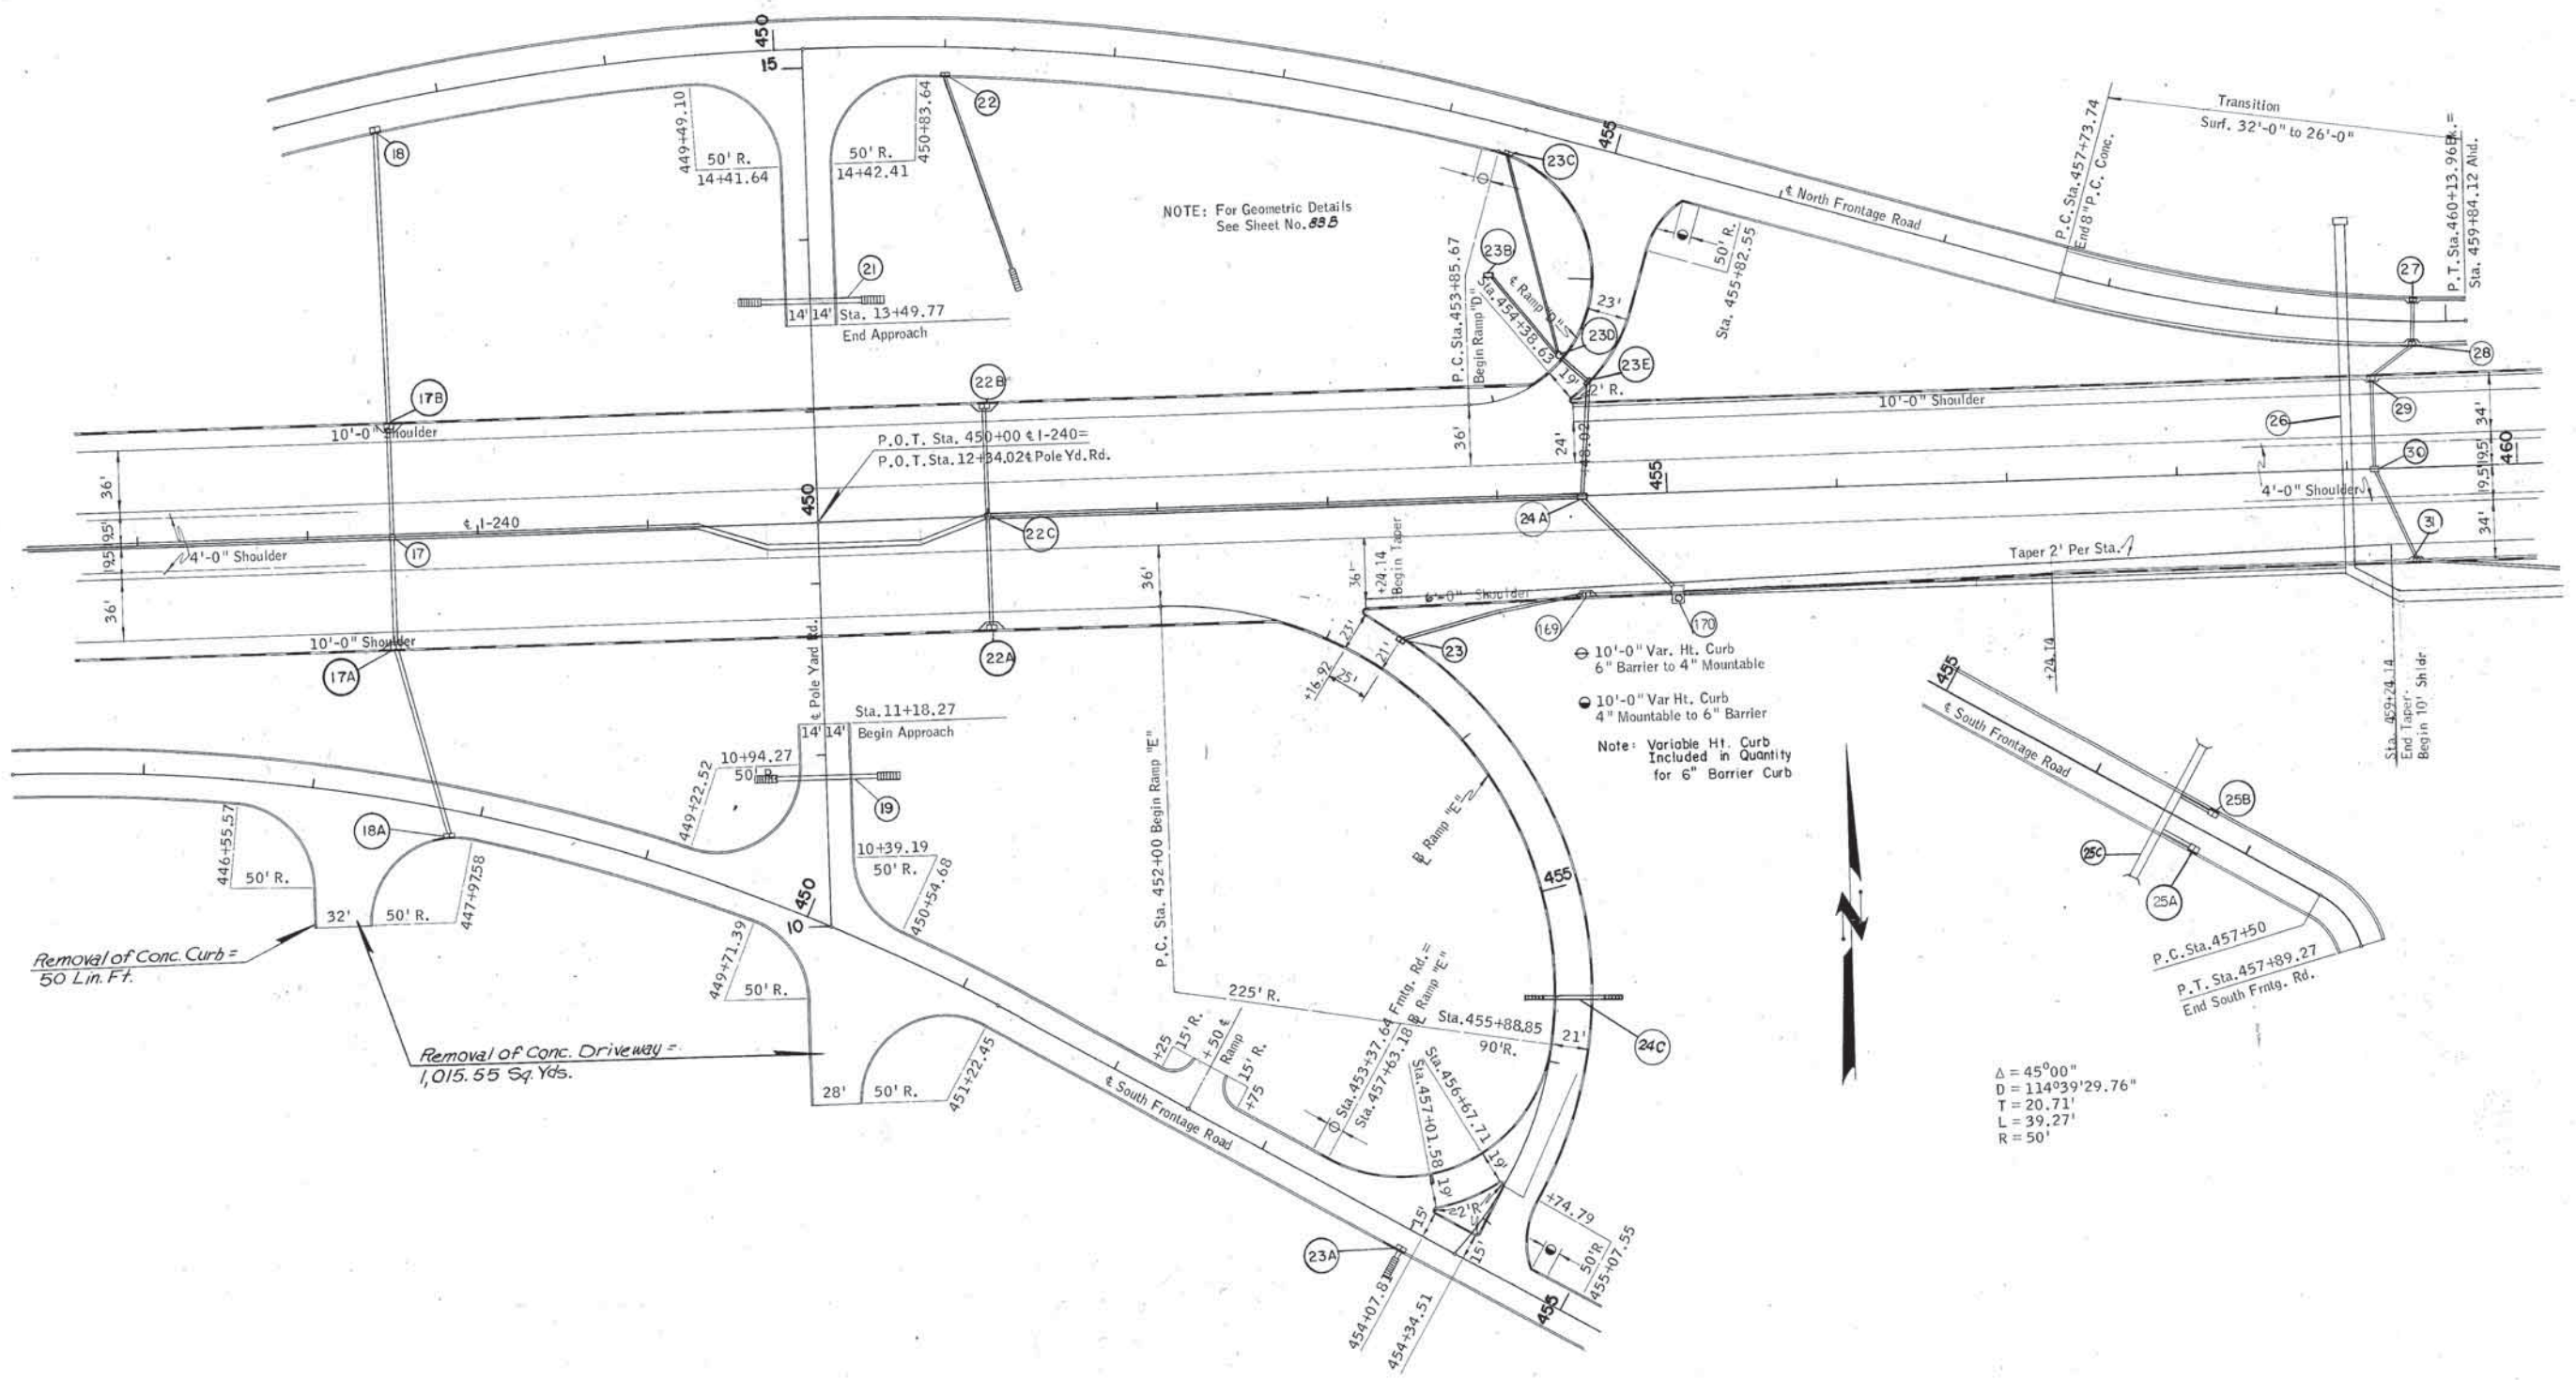 450
15
449+49.10
50' R.
14+41.64
50' R.
14+42.41
450+83.64
22
18
NOTE: For Geometric Details
See Sheet No. 83B
21
14' 14'
Sta. 13+49.77
End Approach
23C
455
℄ North Frontage Road
23B
P.C. Sta. 453+85.67
Begin Ramp "D"
Sta. 454+38.63
℄ Ramp "D"
23'
50' R.
Sta. 455+82.55
23D
23E
19'
2' R.
P.C. Sta. 457+73.74
End 8" P.C. Conc.
Transition
Surf. 32'-0" to 26'-0"
P.T. Sta. 460+13.96Bk.=
Sta. 459+84.12 Ahd.
27
28
29
26
30
31
17B
10'-0" Shoulder
22B
P.O.T. Sta. 450+00 ℄ I-240=
P.O.T. Sta. 12+34.02 ℄ Pole Yd. Rd.
36'
24'
48.02
10'-0" Shoulder
34'
19.5' 19.5'
34'
460
455
4'-0" Shoulder
36'
19.5' 19.5'
36'
℄ I-240
4'-0" Shoulder
450
17
22C
24A
36'
36'
+24.14
Begin Taper
Taper 2' Per Sta.
6'-0" Shoulder
10'-0" Shoulder
17A
22A
℄ Pole Yard Rd.
23'
21'
+16.92
25'
23
169
170
10'-0" Var. Ht. Curb
6" Barrier to 4" Mountable
10'-0" Var Ht. Curb
4" Mountable to 6" Barrier
Note: Variable Ht. Curb
Included in Quantity
for 6" Barrier Curb
+24.14
Sta. 459+24.14
End Taper
Begin 10' Shldr
14' 14'
Sta. 11+18.27
Begin Approach
449+22.52
10+94.27
50' R.
19
18A
446+55.57
50' R.
32'
50' R.
447+97.58
10+39.19
50' R.
450+54.68
450
10
449+71.39
50' R.
Removal of Conc. Curb =
50 Lin. Ft.
Removal of Conc. Driveway =
1,015.55 Sq. Yds.
28'
50' R.
451+22.45
P.C. Sta. 452+00 Begin Ramp "E"
225' R.
℄ South Frontage Road
+25
15' R.
+50 ℄
Ramp
15' R.
+75
Ramp "E"
455
Sta. 453+37.64 Frntg. Rd.=
Sta. 457+63.18 Ramp "E"
Sta. 455+88.85
90'R.
21'
24C
Sta. 457+01.58
Sta. 456+67.71
19'
19'
15'
2'R
15'
23A
454+07.81
454+34.51
+74.79
50'R
455+07.55
455
455
℄ South Frontage Road
25B
25C
25A
P.C. Sta. 457+50
P.T. Sta. 457+89.27
End South Frntg. Rd.
Δ = 45°00"
D = 114°39'29.76"
T = 20.71'
L = 39.27'
R = 50'
N